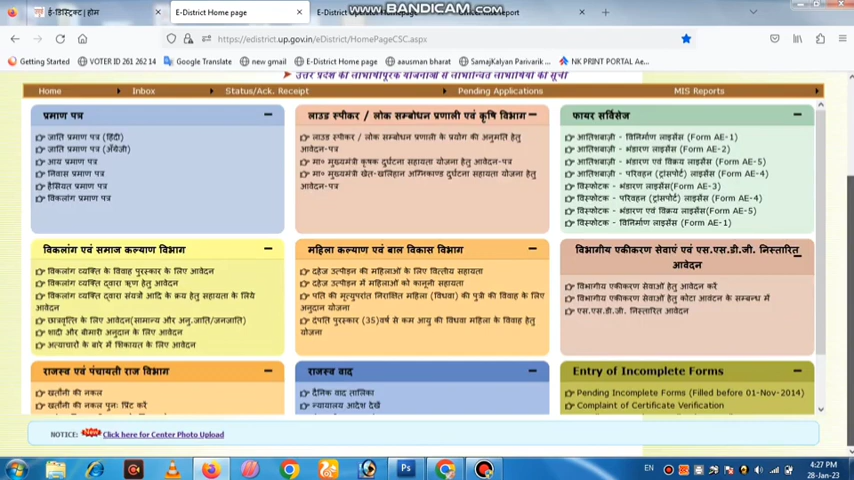 WWW.BANDICAM.COM
ई-डिस्ट्रिक्ट | होम
E-District Home page
https://edistrict.up.gov.in/eDistrict/HomePageCSC.aspx
Getting Started VOTER ID 261 262 14 Google Translate new gmail E-District Home page aausman bharat SamajKalyan Parivarik ... NK PRINT PORTAL Ae...
उत्तर प्रदेश की लाभार्थीपरक योजनाओं से लाभान्वित लाभार्थियों की सूची
Home Inbox Status/Ack. Receipt Pending Applications MIS Reports
प्रमाण पत्र
जाति प्रमाण पत्र (हिंदी)
जाति प्रमाण पत्र (अँग्रेजी)
आय प्रमाण पत्र
निवास प्रमाण पत्र
हैसियत प्रमाण पत्र
विकलांग प्रमाण पत्र
लाउड स्पीकर / लोक सम्बोधन प्रणाली एवं कृषि विभाग
लाउड स्पीकर / लोक सम्बोधन प्रणाली के प्रयोग की अनुमति हेतु
आवेदन-पत्र
मा० मुख्यमंत्री कृषक दुर्घटना सहायता योजना हेतु आवेदन-पत्र
मा० मुख्यमंत्री खेत-खलिहान अग्निकाण्ड दुर्घटना सहायता योजना हेतु
आवेदन-पत्र
फायर सर्विसेज
आतिशबाज़ी - विनिर्माण लाइसेंस (Form AE-1)
आतिशबाज़ी - भंडारण लाइसेंस (Form AE-2)
आतिशबाज़ी - भंडारण एवं विक्रय लाइसेंस (Form AE-5)
आतिशबाज़ी - परिवहन (ट्रांसपोर्ट) लाइसेंस (Form AE-4)
विस्फोटक - भंडारण लाइसेंस(Form AE-3)
विस्फोटक - परिवहन (ट्रांसपोर्ट) लाइसेंस (Form AE-4)
विस्फोटक - भंडारण एवं विक्रय लाइसेंस(Form AE-5)
विस्फोटक - विनिर्माण लाइसेंस (Form AE-1)
विकलांग एवं समाज कल्याण विभाग
विकलांग व्यक्ति के विवाह पुरस्कार के लिए आवेदन
विकलांग व्यक्ति द्वारा ऋण हेतु आवेदन
विकलांग व्यक्ति द्वारा संयत्रों आदि के क्रय हेतु सहायता के लिये
आवेदन
छात्रवृत्ति के लिए आवेदन(सामान्य और अनु.जाति/जनजाति)
शादी और बीमारी अनुदान के लिए आवेदन
अत्याचारों के बारे में शिकायत के लिए आवेदन
महिला कल्याण एवं बाल विकास विभाग
दहेज उत्पीड़न की महिलाओं के लिए वित्तीय सहायता
दहेज उत्पीड़न में महिलाओं को कानूनी सहायता
पति की मृत्युपरांत निराश्रित महिला (विधवा) की पुत्री की विवाह के लिए
अनुदान योजना
दंपति पुरस्कार (35)वर्ष से कम आयु की विधवा महिला के विवाह हेतु
योजना
विभागीय एकीकरण सेवाएं एवं एस.एस.डी.जी. निस्तारित
आवेदन
विभागीय एकीकरण सेवाओं हेतु आवेदन करें
विभागीय एकीकरण सेवाओं हेतु कोटा आवंटन के सम्बन्ध में
एस.एस.डी.जी. निस्तारित आवेदन
राजस्व एवं पंचायती राज विभाग
खतौनी की नकल
खतौनी की नकल पुनः प्रिंट करें
राजस्व वाद
दैनिक वाद तालिका
न्यायालय आदेश देखें
Entry of Incomplete Forms
Pending Incomplete Forms (Filled before 01-Nov-2014)
Complaint of Certificate Verification
NOTICE: New Click here for Center Photo Upload
EN
4:27 PM
28-Jan-23